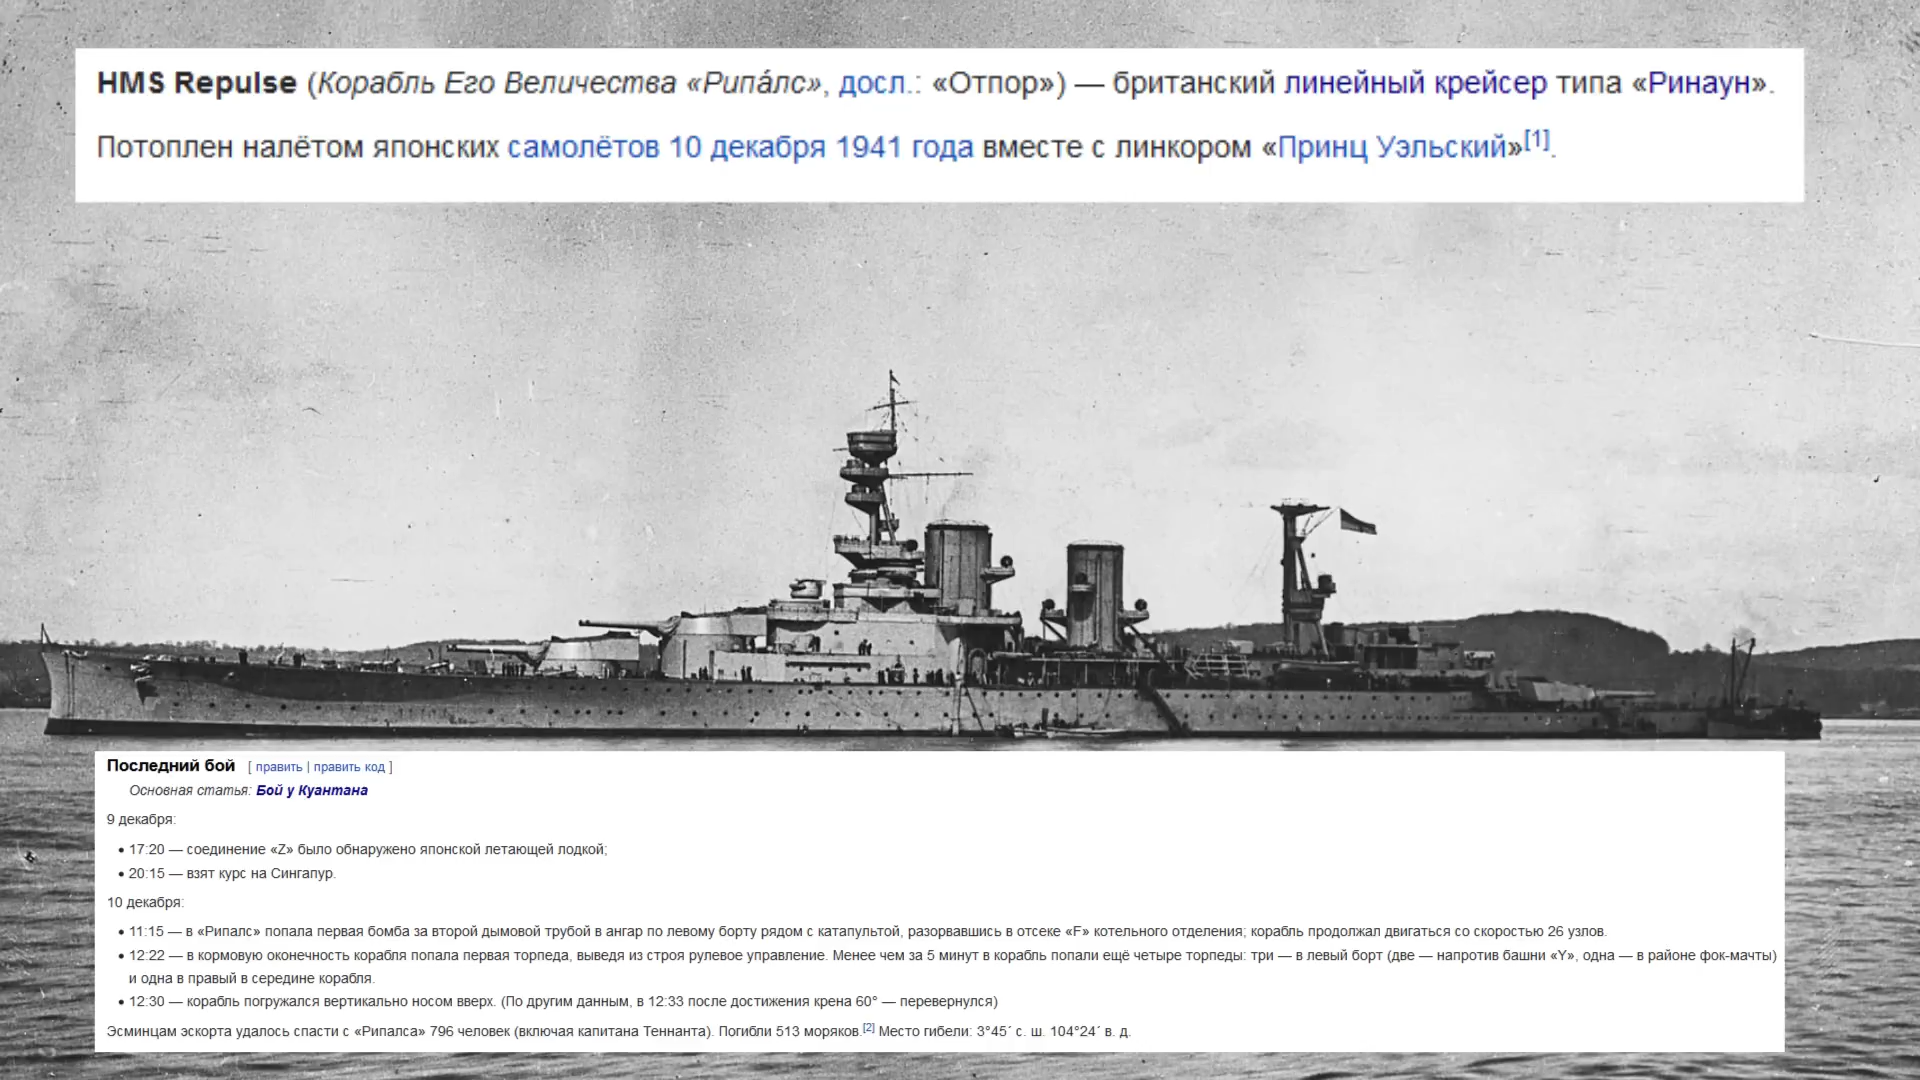 HMS Repulse (Корабль Его Величества «Рипа́лс», досл.: «Отпор») — британский линейный крейсер типа «Ринаун».
Потоплен налётом японских самолётов 10 декабря 1941 года вместе с линкором «Принц Уэльский»[1].
Последний бой [ править | править код ]
Основная статья: Бой у Куантана
9 декабря:
• 17:20 — соединение «Z» было обнаружено японской летающей лодкой;
• 20:15 — взят курс на Сингапур.
10 декабря:
• 11:15 — в «Рипалс» попала первая бомба за второй дымовой трубой в ангар по левому борту рядом с катапультой, разорвавшись в отсеке «F» котельного отделения; корабль продолжал двигаться со скоростью 26 узлов.
• 12:22 — в кормовую оконечность корабля попала первая торпеда, выведя из строя рулевое управление. Менее чем за 5 минут в корабль попали ещё четыре торпеды: три — в левый борт (две — напротив башни «Y», одна — в районе фок-мачты)
и одна в правый в середине корабля.
• 12:30 — корабль погружался вертикально носом вверх. (По другим данным, в 12:33 после достижения крена 60° — перевернулся)
Эсминцам эскорта удалось спасти с «Рипалса» 796 человек (включая капитана Теннанта). Погибли 513 моряков.[2] Место гибели: 3°45′ с. ш. 104°24′ в. д.